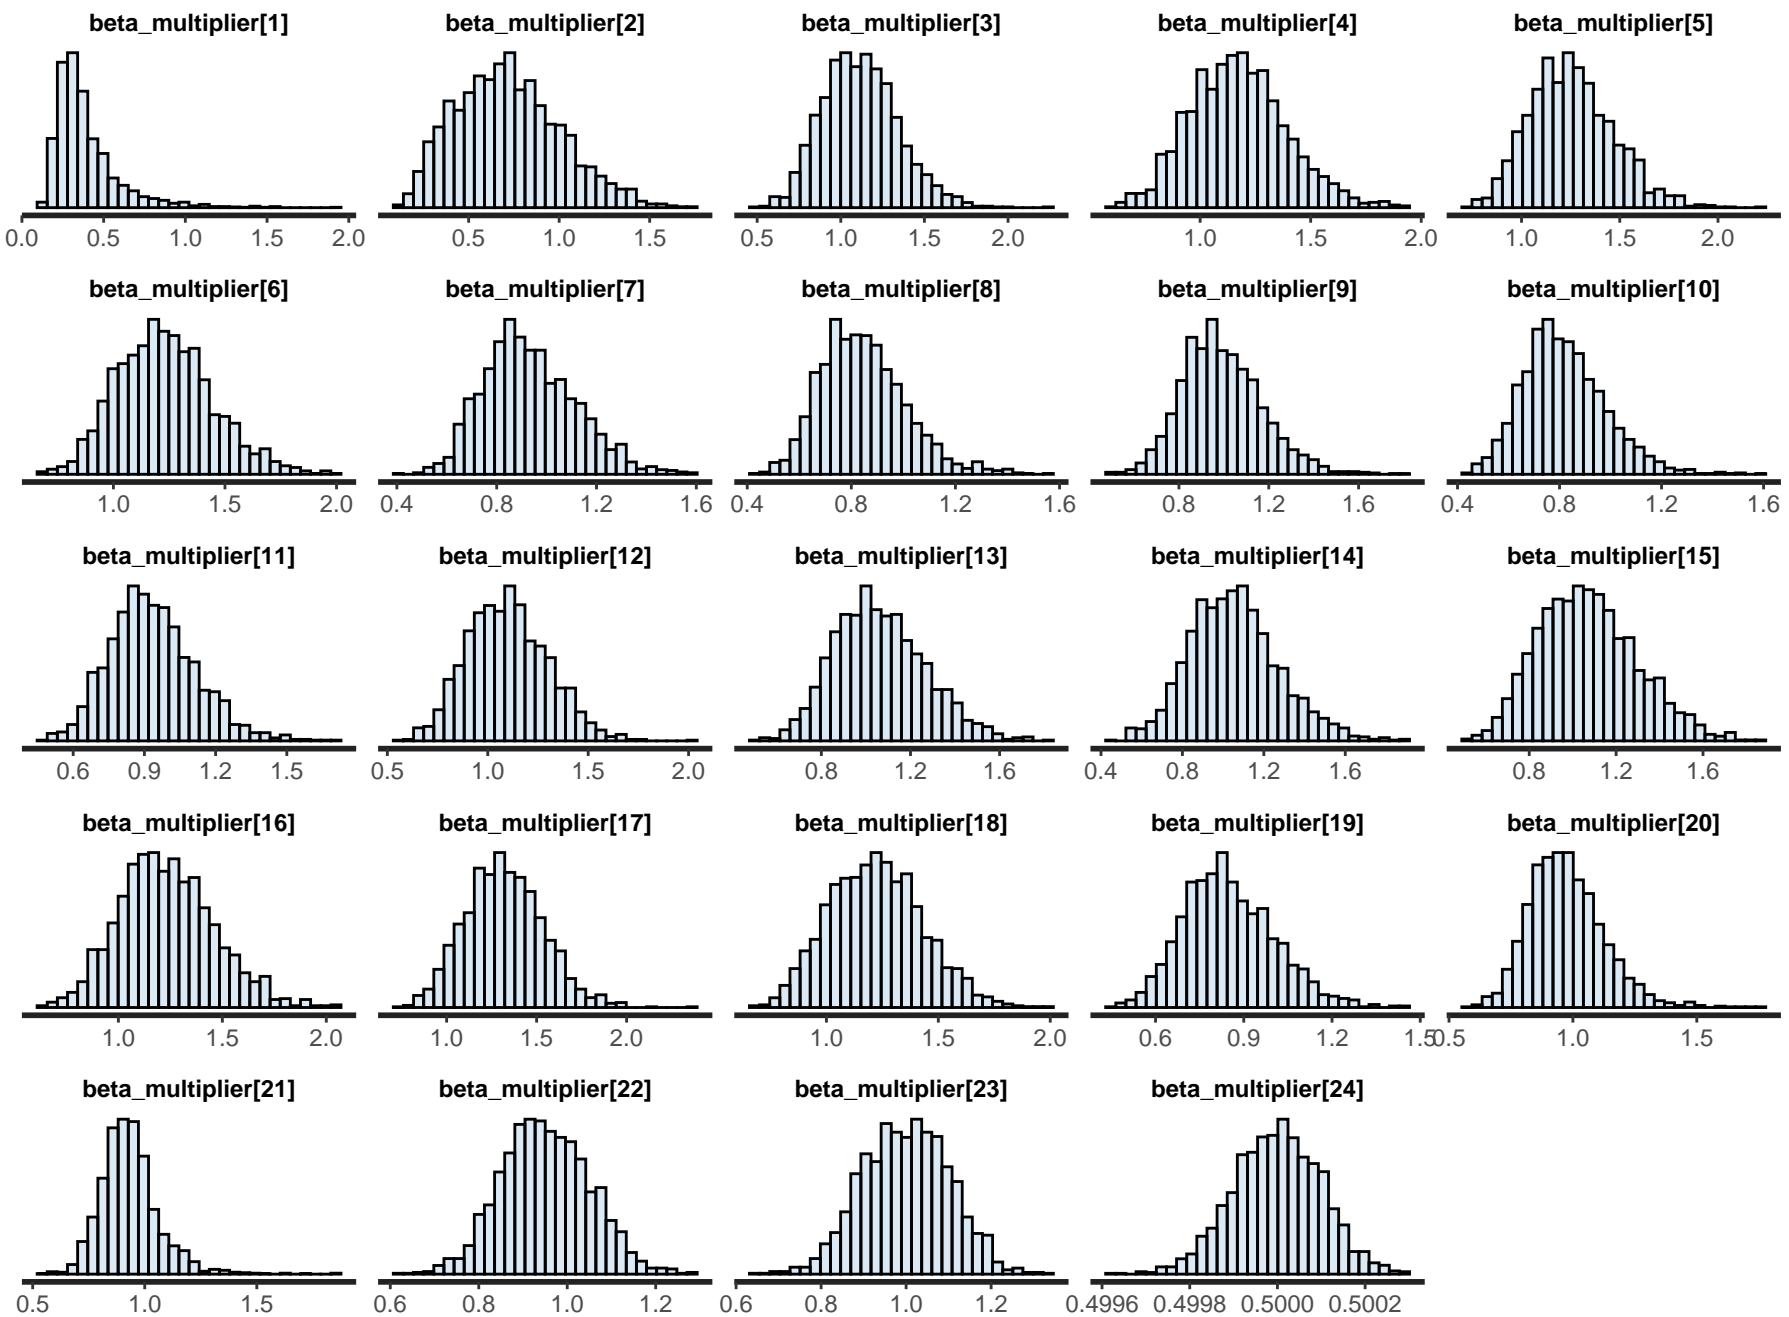 beta_multiplier[1] beta_multiplier[2] beta_multiplier[3] beta_multiplier[4] beta_multiplier[5]
0.0 0.5 1.0 1.5 2.0 0.5 1.0 1.5 0.5 1.0 1.5 2.0 1.0 1.5 2.0 1.0 1.5 2.0
beta_multiplier[6] beta_multiplier[7] beta_multiplier[8] beta_multiplier[9] beta_multiplier[10]
1.0 1.5 2.0 0.4 0.8 1.2 1.6 0.4 0.8 1.2 1.6 0.8 1.2 1.6 0.4 0.8 1.2 1.6
beta_multiplier[11] beta_multiplier[12] beta_multiplier[13] beta_multiplier[14] beta_multiplier[15]
0.6 0.9 1.2 1.5 0.5 1.0 1.5 2.0 0.8 1.2 1.6 0.4 0.8 1.2 1.6 0.8 1.2 1.6
beta_multiplier[16] beta_multiplier[17] beta_multiplier[18] beta_multiplier[19] beta_multiplier[20]
1.0 1.5 2.0 1.0 1.5 2.0 1.0 1.5 2.0 0.6 0.9 1.2 1.5 0.5 1.0 1.5
beta_multiplier[21] beta_multiplier[22] beta_multiplier[23] beta_multiplier[24]
0.5 1.0 1.5 0.6 0.8 1.0 1.2 0.6 0.8 1.0 1.2 0.4996 0.4998 0.5000 0.5002